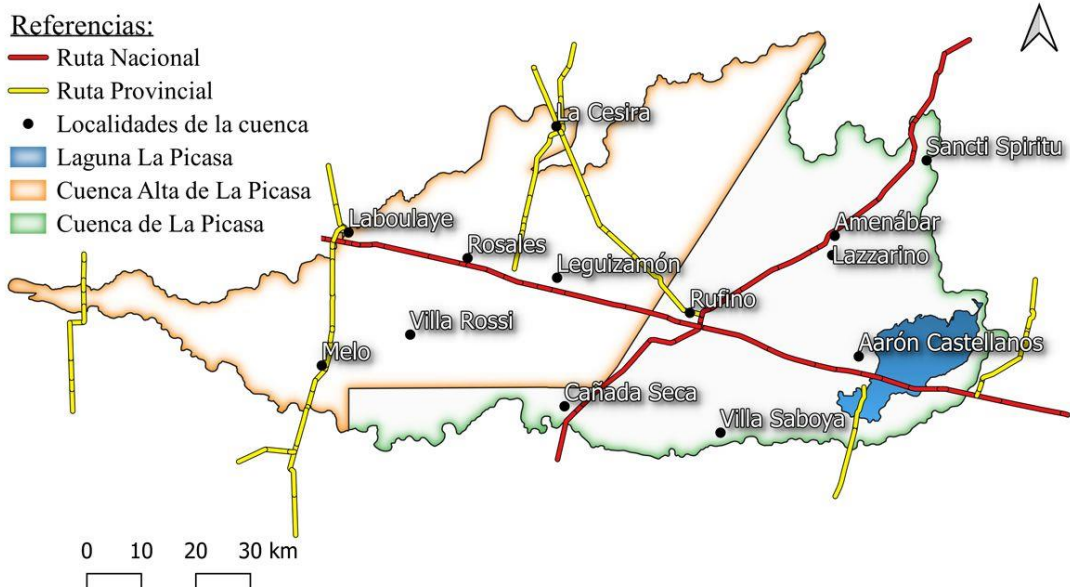 Referencias:
Ruta Nacional
Ruta Provincial
Localidades de la cuenca
Laguna La Picasa
Cuenca Alta de La Picasa
Cuenca de La Picasa
La Cesira
Sancti Spiritu
Laboulaye
Amenábar
Rosales
Lazzarino
Leguizamón
Rufino
Villa Rossi
Aarón Castellanos
Melo
Cañada Seca
Villa Saboya
0 10 20 30 km